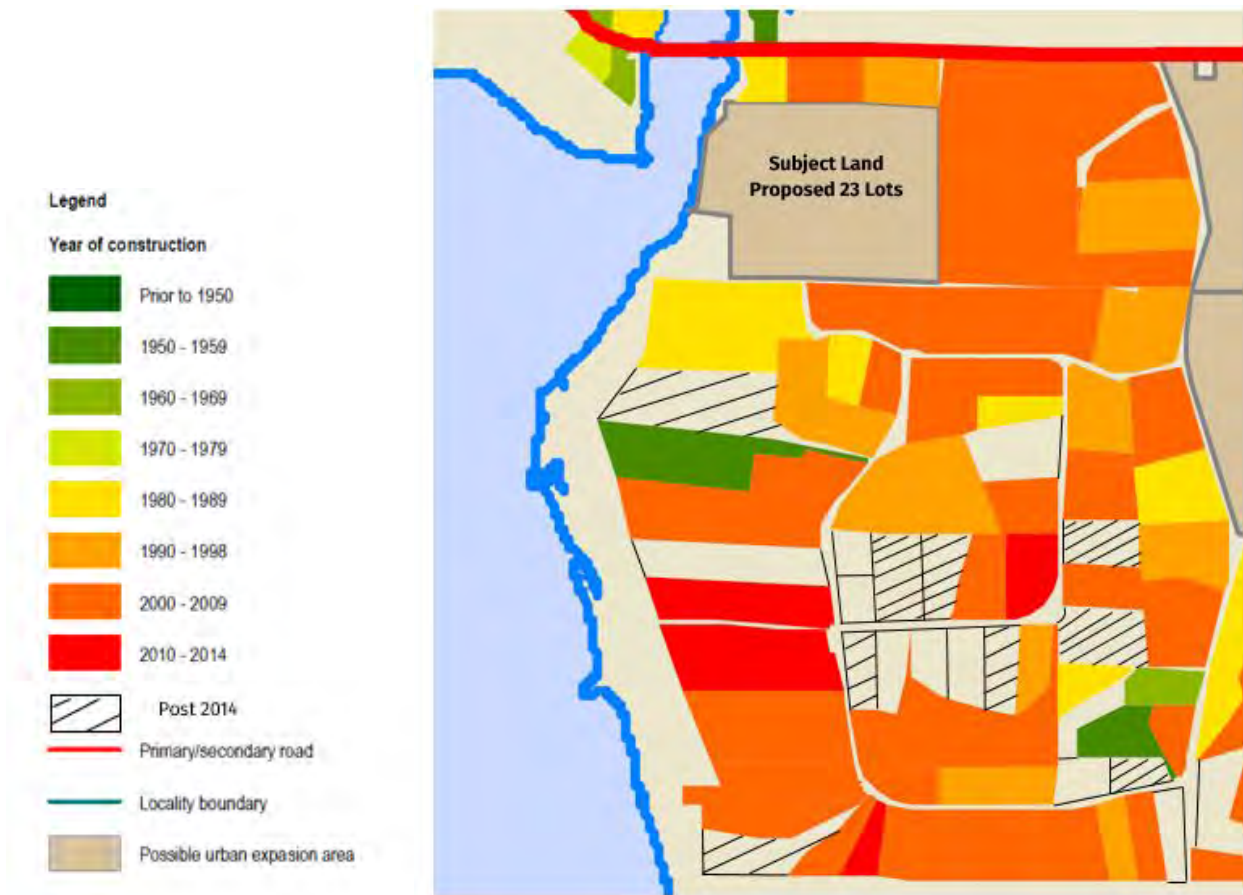 Legend
Year of construction
Prior to 1950
1950 - 1959
1960 - 1969
1970 - 1979
1980 - 1989
1990 - 1998
2000 - 2009
2010 - 2014
Post 2014
Primary/secondary road
Locality boundary
Possible urban expasion area
Subject Land
Proposed 23 Lots